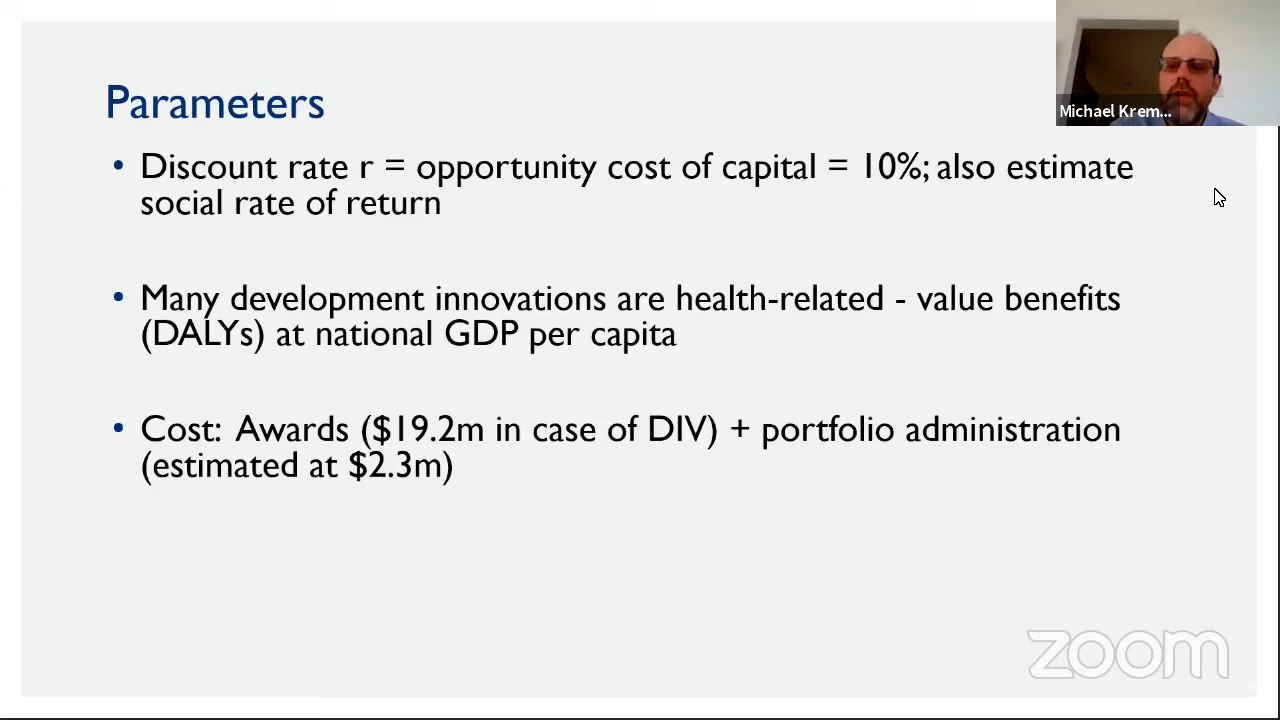 Michael Krem...
Parameters
• Discount rate r = opportunity cost of capital = 10%; also estimate
social rate of return
• Many development innovations are health-related - value benefits
(DALYs) at national GDP per capita
• Cost: Awards ($19.2m in case of DIV) + portfolio administration
(estimated at $2.3m)
zoom